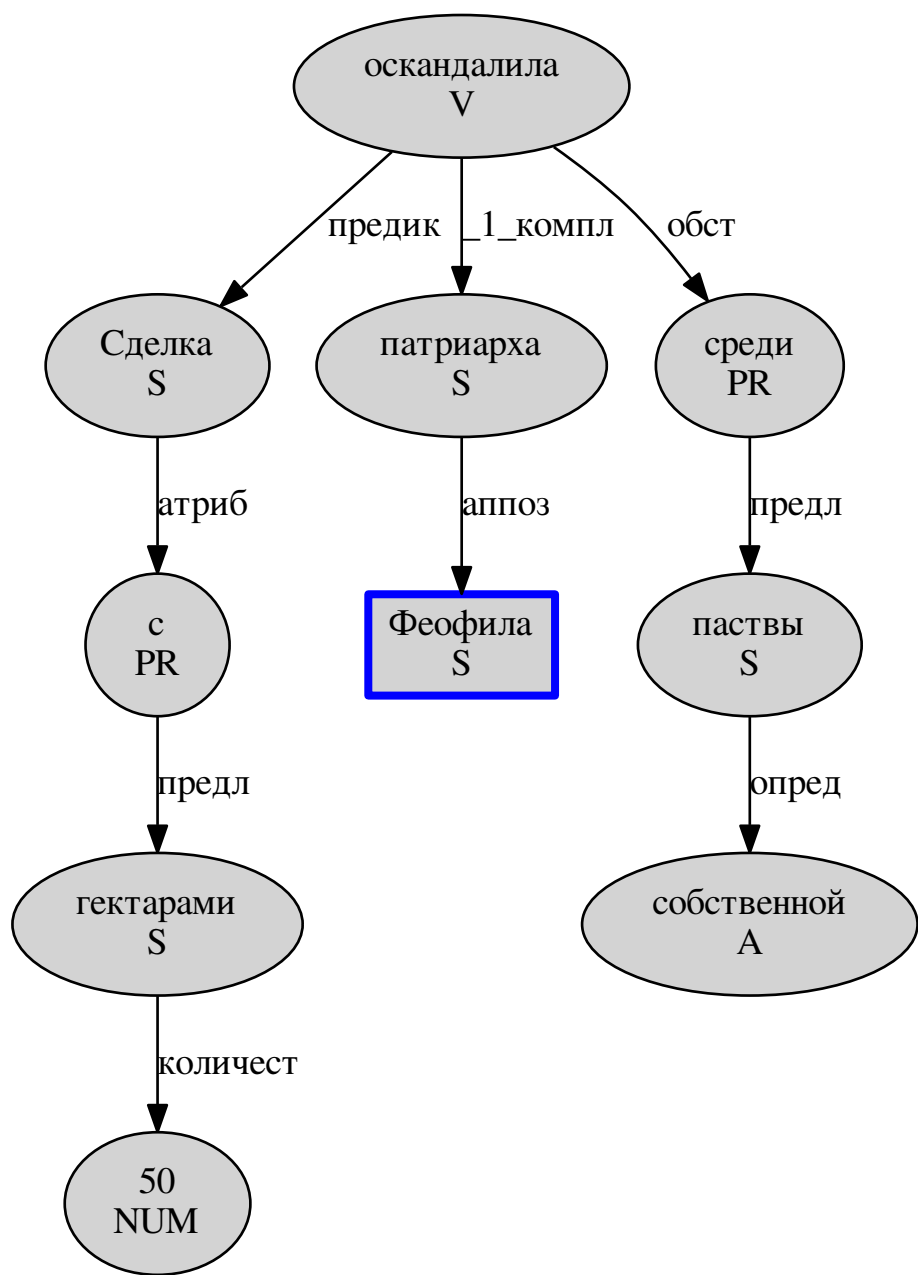 оскандалила
V
предик
_1_компл
обст
Сделка
S
патриарха
S
среди
PR
атриб
аппоз
предл
с
PR
Феофила
S
паствы
S
предл
опред
гектарами
S
собственной
A
количест
50
NUM